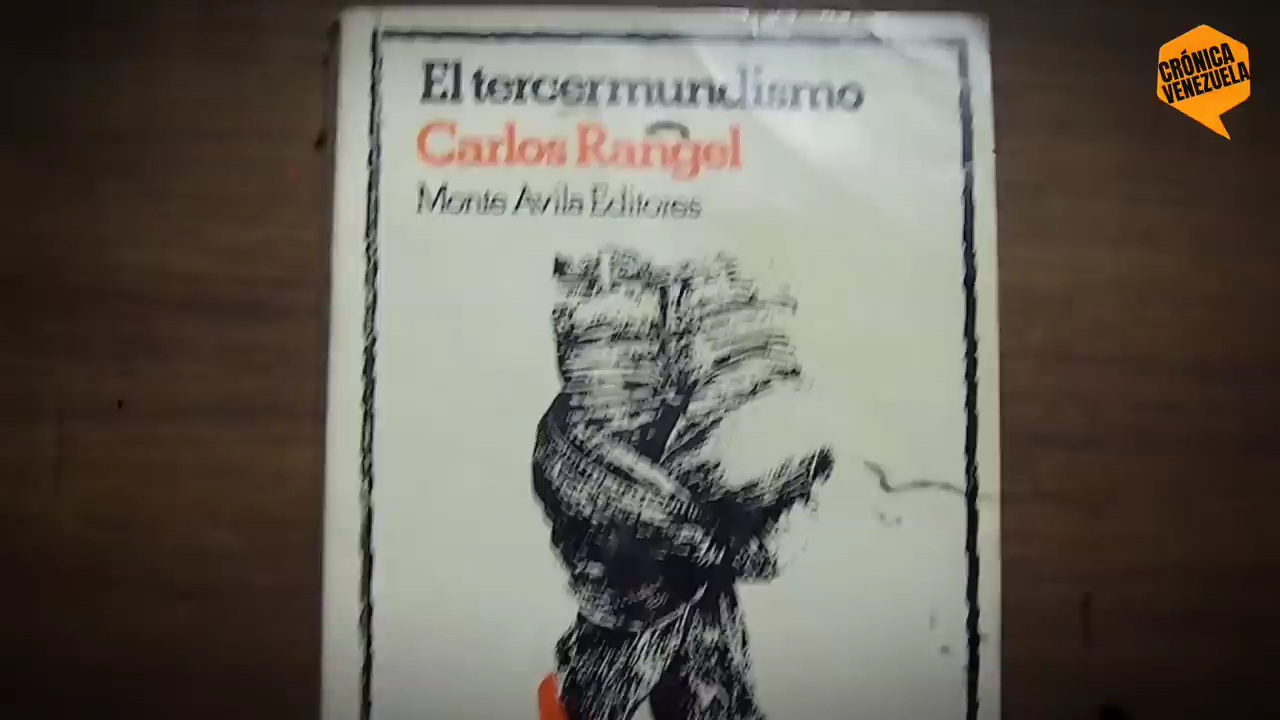 El tercermundismo
Carlos Rangel
Monte Avila Editores
CRÓNICA
VENEZUELA